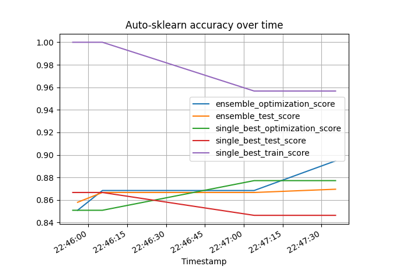 Auto-sklearn accuracy over time
1.00
0.98
0.96
0.94
0.92
0.90
0.88
0.86
0.84
ensemble_optimization_score
ensemble_test_score
single_best_optimization_score
single_best_test_score
single_best_train_score
22:46:00
22:46:15
22:46:30
22:46:45
22:47:00
22:47:15
22:47:30
Timestamp